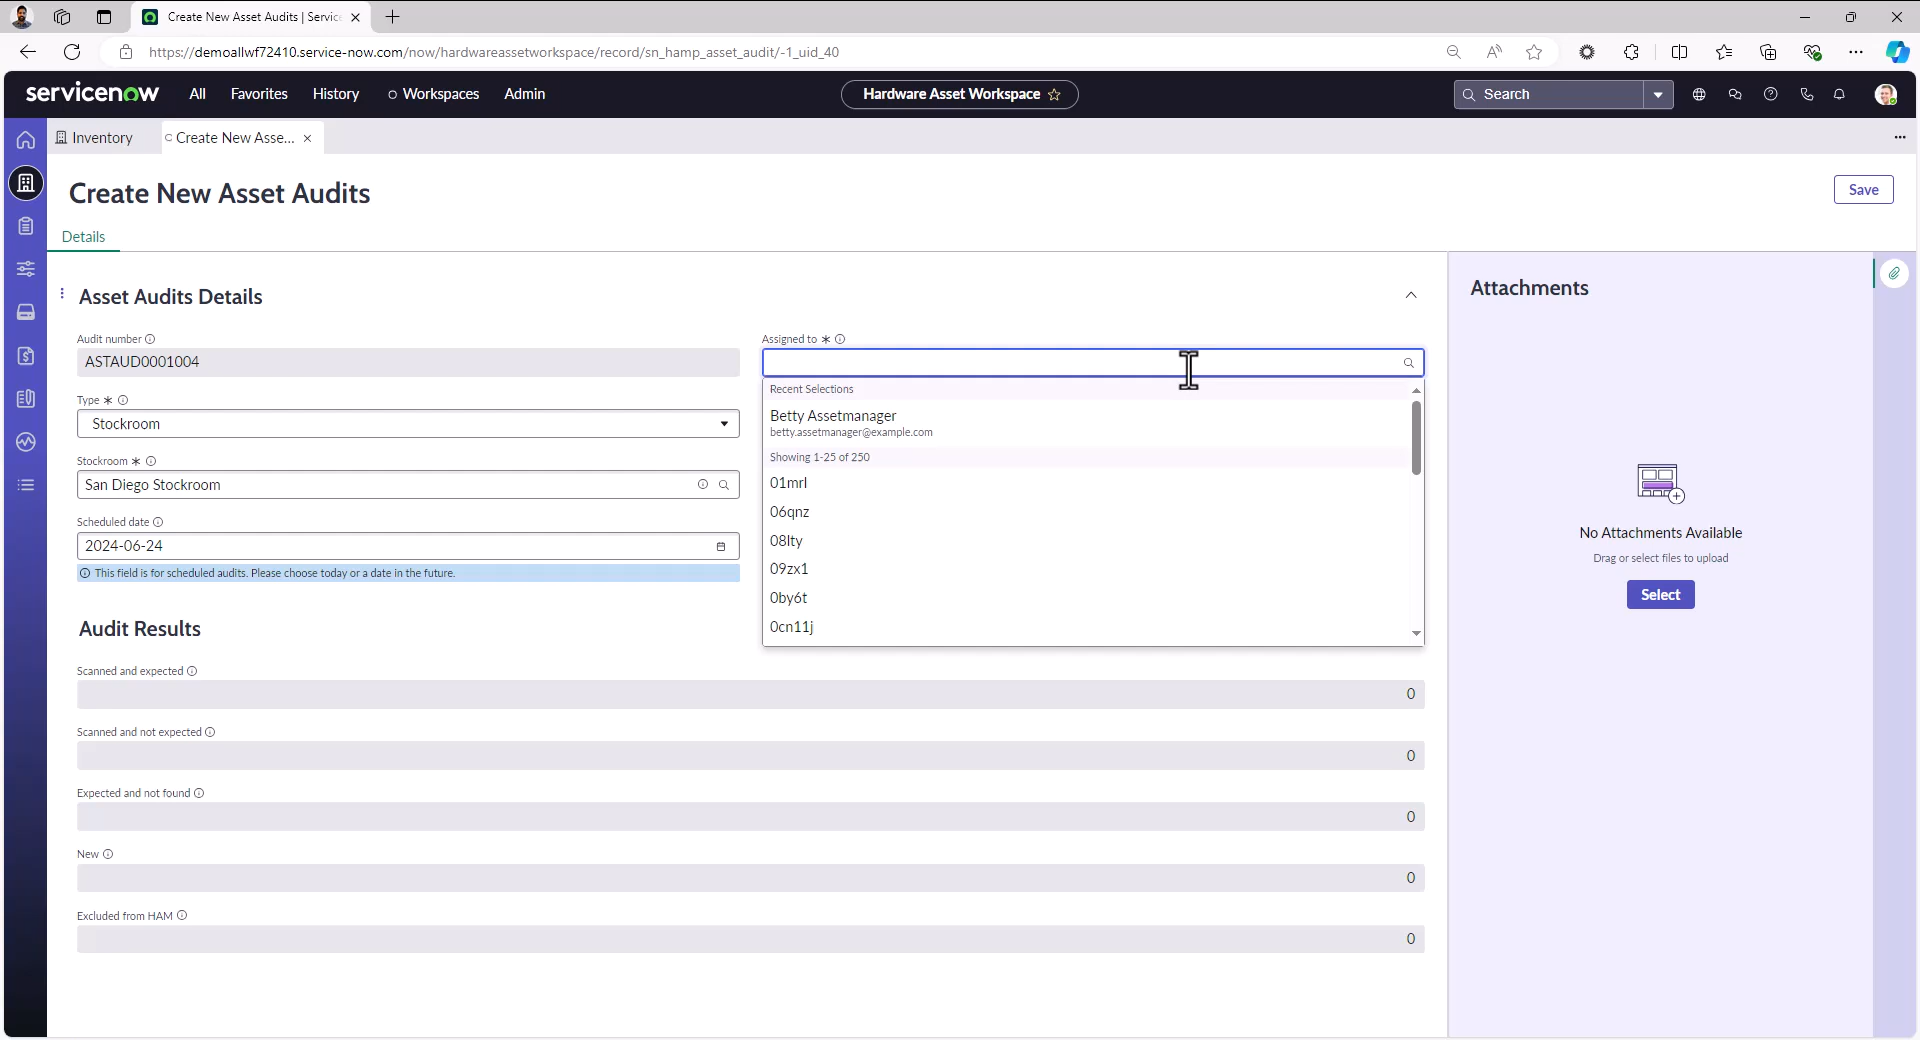 Create New Asset Audits | Servic
https://demoallwf72410.service-now.com/now/hardwareassetworkspace/record/sn_hamp_asset_audit/-1_uid_40
servicenow
All
Favorites
History
Workspaces
Admin
Hardware Asset Workspace
Search
Inventory
Create New Asse...
Create New Asset Audits
Save
Details
Asset Audits Details
Attachments
Audit number
ASTAUD0001004
Type *
Stockroom
Stockroom *
San Diego Stockroom
Scheduled date
2024-06-24
This field is for scheduled audits. Please choose today or a date in the future.
Assigned to *
Recent Selections
Betty Assetmanager
betty.assetmanager@example.com
Showing 1-25 of 250
01mrl
06qnz
08lty
09zx1
0by6t
0cn11j
No Attachments Available
Drag or select files to upload
Select
Audit Results
Scanned and expected
0
Scanned and not expected
0
Expected and not found
0
New
0
Excluded from HAM
0